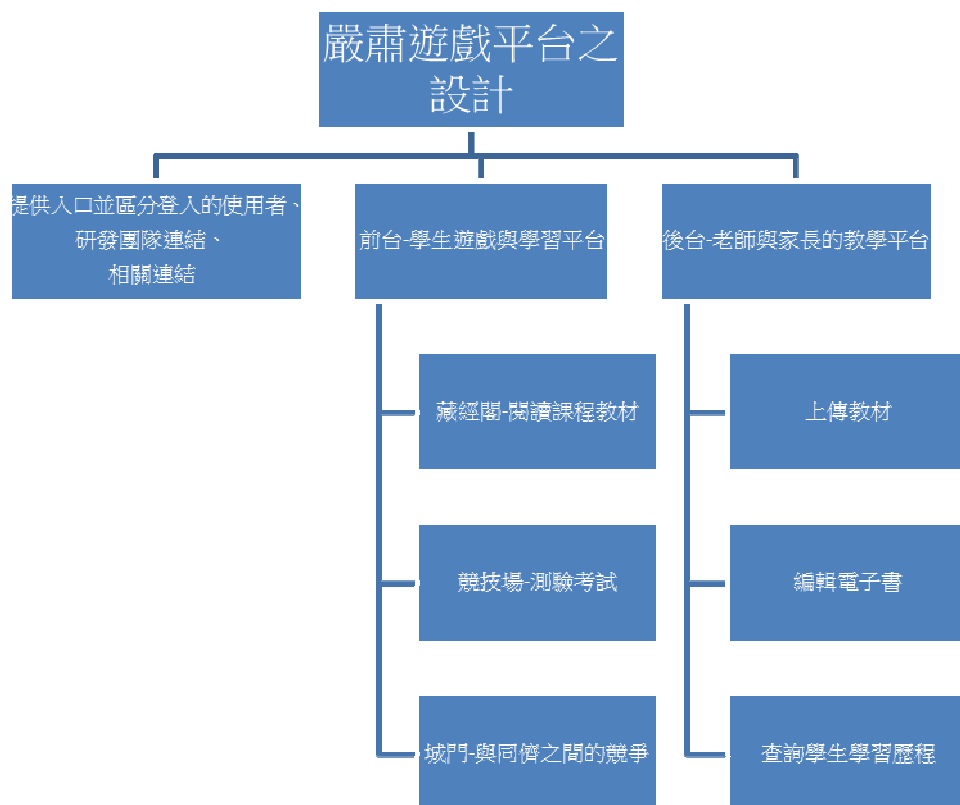 嚴肅遊戲平台之
設計
提供入口並區分登入的使用者、
研發團隊連結、
相關連結
前台-學生遊戲與學習平台
後台-老師與家長的教學平台
藏經閣-閱讀課程教材
上傳教材
競技場-測驗考試
編輯電子書
城門-與同儕之間的競爭
查詢學生學習歷程